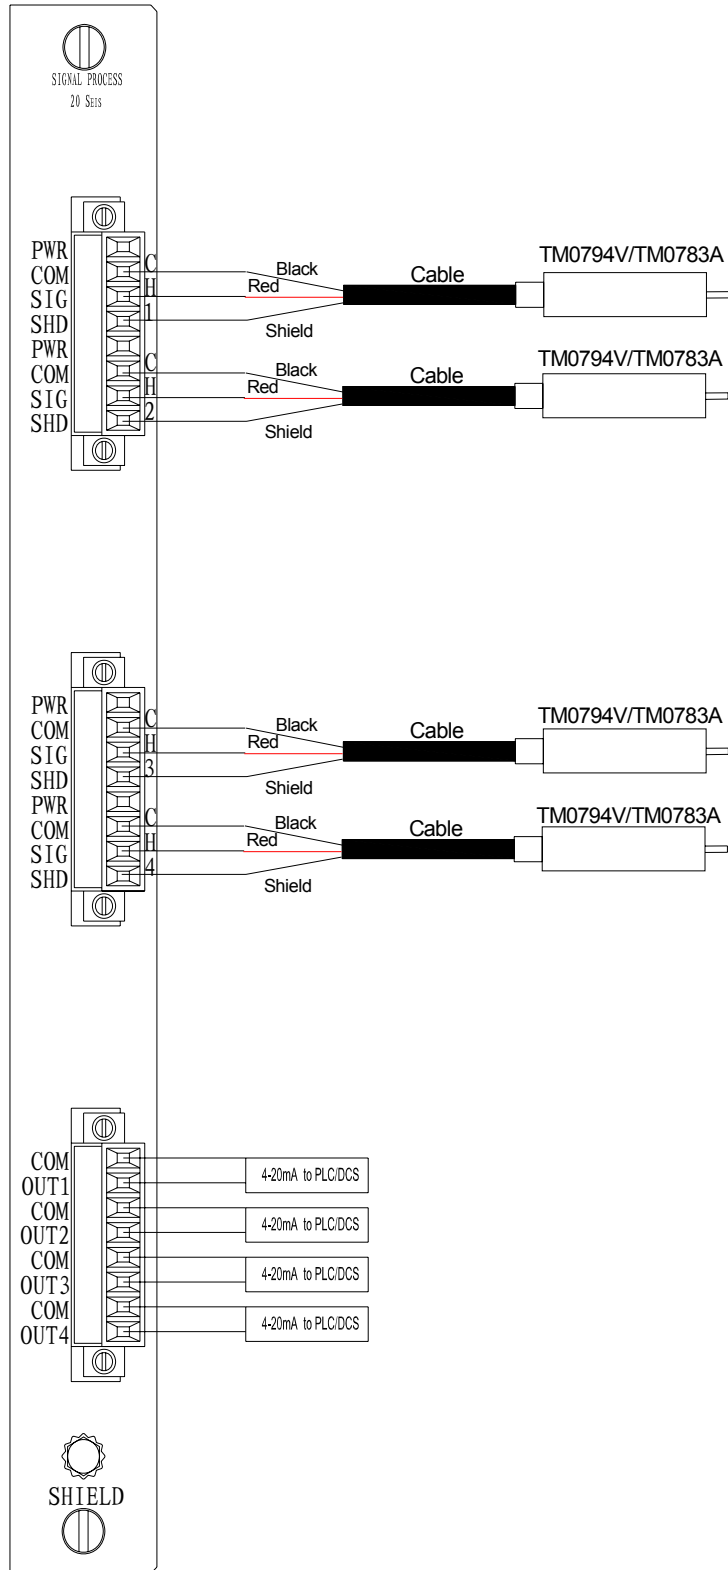 SIGNAL PROCESS
20 SEIS
PWR
COM
SIG
SHD
PWR
COM
SIG
SHD
C
H
1
C
H
2
Black
Red
Shield
Cable
TM0794V/TM0783A
Black
Red
Shield
Cable
TM0794V/TM0783A
PWR
COM
SIG
SHD
PWR
COM
SIG
SHD
C
H
3
C
H
4
Black
Red
Shield
Cable
TM0794V/TM0783A
Black
Red
Shield
Cable
TM0794V/TM0783A
COM
OUT1
COM
OUT2
COM
OUT3
COM
OUT4
4-20mA to PLC/DCS
4-20mA to PLC/DCS
4-20mA to PLC/DCS
4-20mA to PLC/DCS
SHIELD